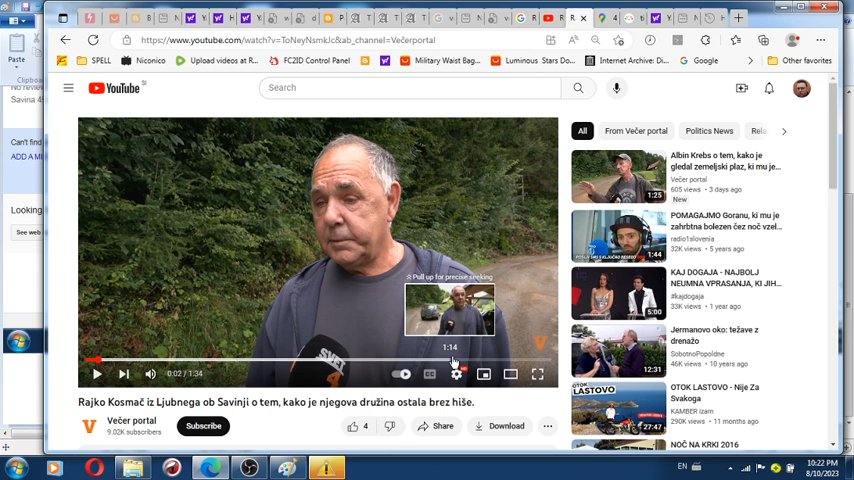 https://www.youtube.com/watch?v=ToNeyNsmkJc&ab_channel=Večerportal
SPELL
Niconico
Upload videos at R...
FC2ID Control Panel
Military Waist Bag...
Luminous Stars Do...
Internet Archive: Di...
Google
Other favorites
Paste
Clipboard
Savina 45
Can't find
ADD A M
Looking
See web
YouTube SI
Search
All
From Večer portal
Politics News
Rela
Albin Krebs o tem, kako je
gledal zemeljski plaz, ki mu je...
Večer portal
605 views • 3 days ago
New
1:25
POMAGAJMO Goranu, ki mu je
zahrbtna bolezen čez noč vzel...
radio1slovenia
32K views • 5 years ago
1:44
KAJ DOGAJA - NAJBOLJ
NEUMNA VPRASANJA, KI JIH...
#kajdogaja
33K views • 1 year ago
5:00
Jermanovo oko: težave z
drenažo
SobotnoPopoldne
46K views • 10 years ago
12:31
OTOK LASTOVO - Nije Za
Svakoga
KAMBER izam
290K views • 11 months ago
27:47
NOČ NA KRKI 2016
Pull up for precise seeking
1:14
SVET
4
0:02 / 1:34
Rajko Kosmač iz Ljubnega ob Savinji o tem, kako je njegova družina ostala brez hiše.
Večer portal
9.02K subscribers
Subscribe
4
Share
Download
EN
10:22 PM
8/10/2023